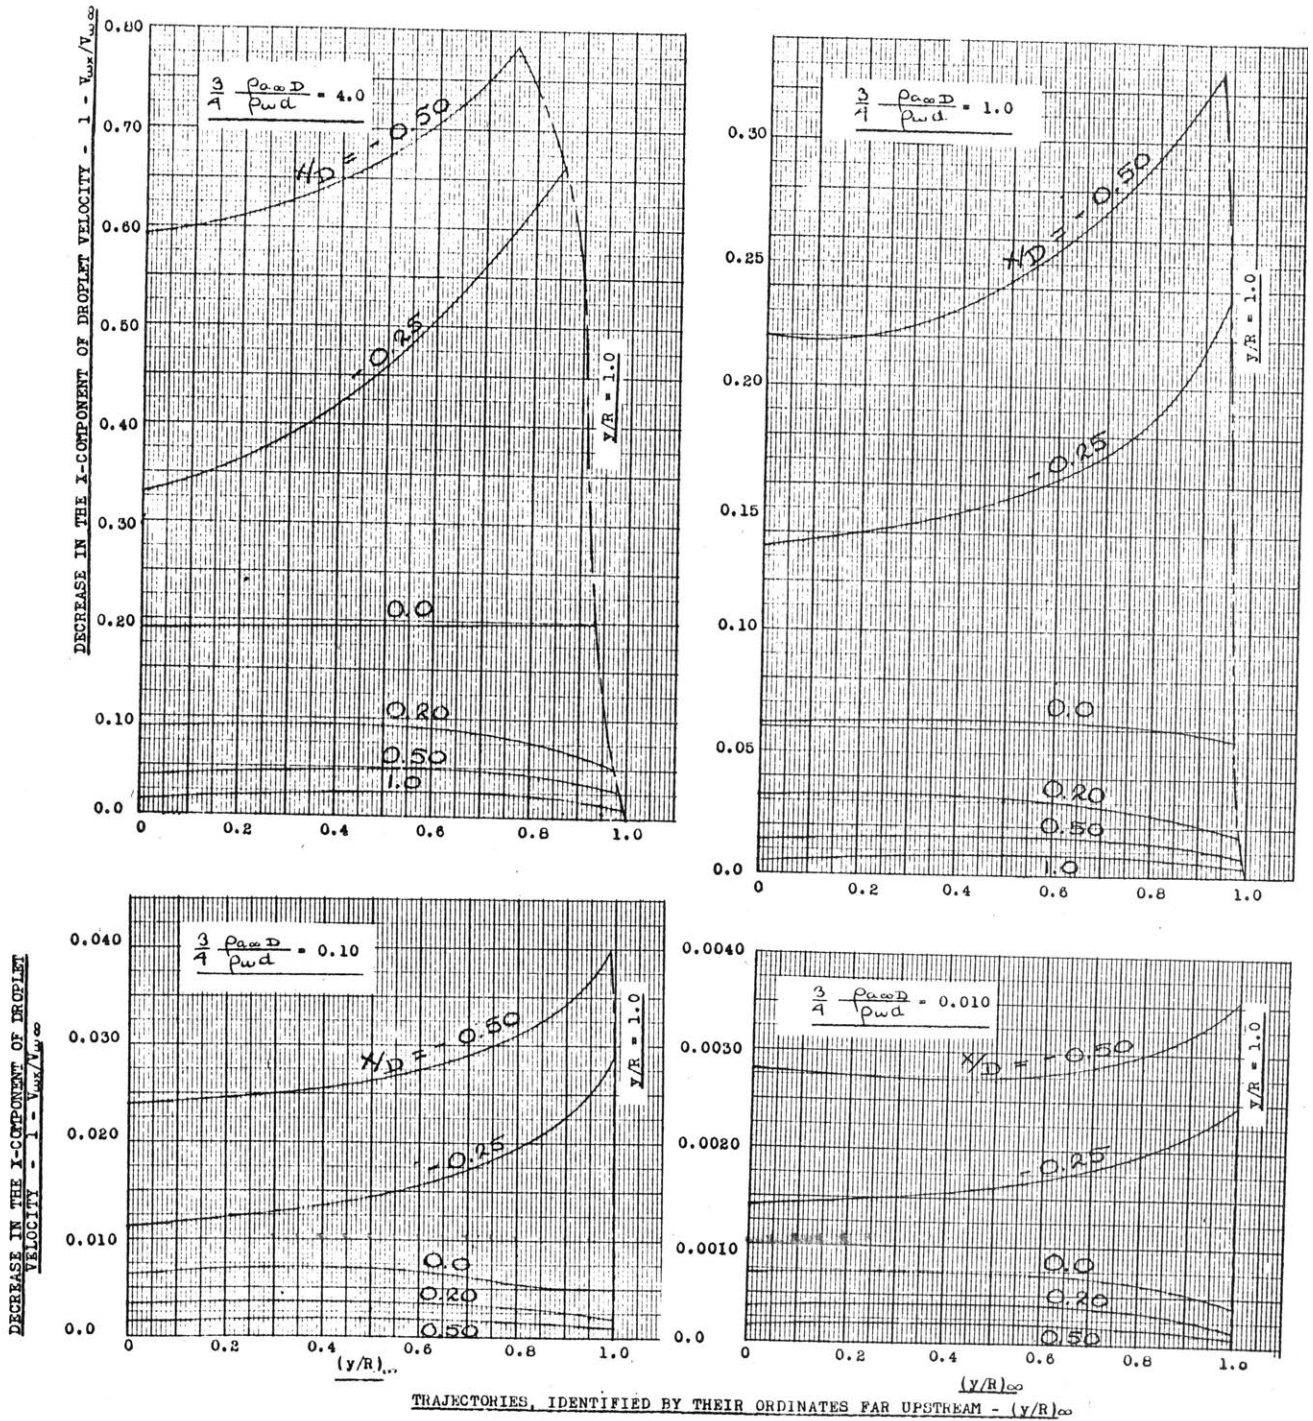 DECREASE IN THE X-COMPONENT OF DROPLET VELOCITY - 1 - Vωx/Vω∞
0.80
0.70
0.60
0.50
0.40
0.30
0.20
0.10
0.0
3/4 ρa∞D/ρωd = 4.0
X/D = - 0.50
- 0.25
0.0
0.20
0.50
1.0
y/R = 1.0
0 0.2 0.4 0.6 0.8 1.0
0.30
0.25
0.20
0.15
0.10
0.05
0.0
3/4 ρa∞D/ρωd = 1.0
X/D = - 0.50
- 0.25
0.0
0.20
0.50
1.0
y/R = 1.0
0 0.2 0.4 0.6 0.8 1.0
DECREASE IN THE X-COMPONENT OF DROPLET
VELOCITY - 1 - Vωx/Vω∞
0.040
0.030
0.020
0.010
0.0
3/4 ρa∞D/ρωd = 0.10
X/D = - 0.50
- 0.25
0.0
0.20
0.50
y/R = 1.0
0 0.2 0.4 0.6 0.8 1.0
(y/R)∞
0.0040
0.0030
0.0020
0.0010
0.0
3/4 ρa∞D/ρωd = 0.010
X/D = - 0.50
- 0.25
0.0
0.20
0.50
y/R = 1.0
0 0.2 0.4 0.6 0.8 1.0
(y/R)∞
TRAJECTORIES, IDENTIFIED BY THEIR ORDINATES FAR UPSTREAM - (y/R)∞